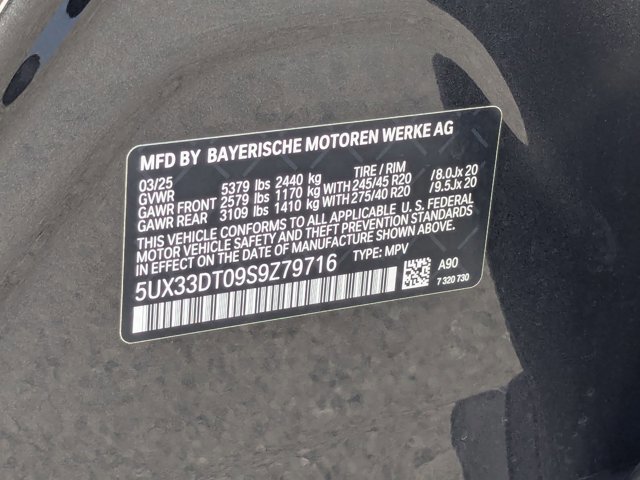 MFD BY BAYERISCHE MOTOREN WERKE AG
03/25 TIRE / RIM
GVWR 5379 lbs 2440 kg
GAWR FRONT 2579 lbs 1170 kg WITH 245/45 R20 /8.0Jx 20
GAWR REAR 3109 lbs 1410 kg WITH 275/40 R20 /9.5Jx 20
THIS VEHICLE CONFORMS TO ALL APPLICABLE U. S. FEDERAL
MOTOR VEHICLE SAFETY AND THEFT PREVENTION STANDARDS
IN EFFECT ON THE DATE OF MANUFACTURE SHOWN ABOVE.
5UX33DT09S9Z79716 TYPE: MPV
A90
7 320 730